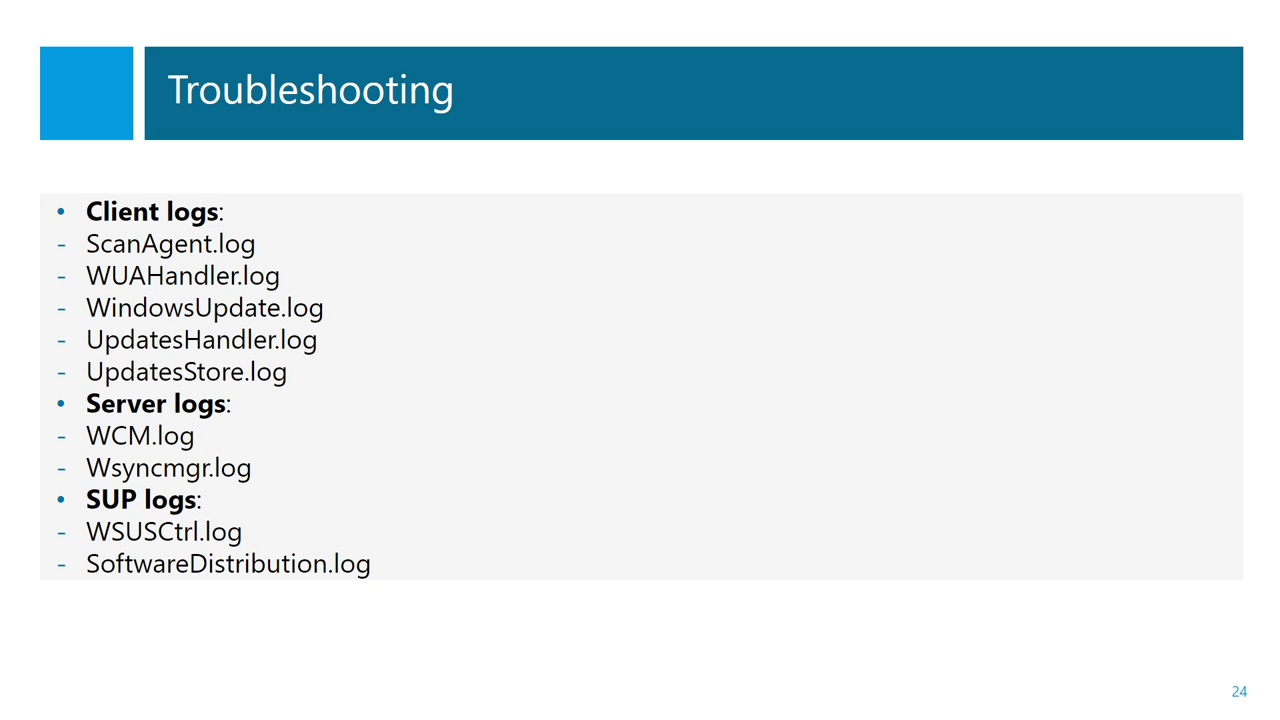 Troubleshooting
• Client logs:
- ScanAgent.log
- WUAHandler.log
- WindowsUpdate.log
- UpdatesHandler.log
- UpdatesStore.log
• Server logs:
- WCM.log
- Wsyncmgr.log
• SUP logs:
- WSUSCtrl.log
- SoftwareDistribution.log
24